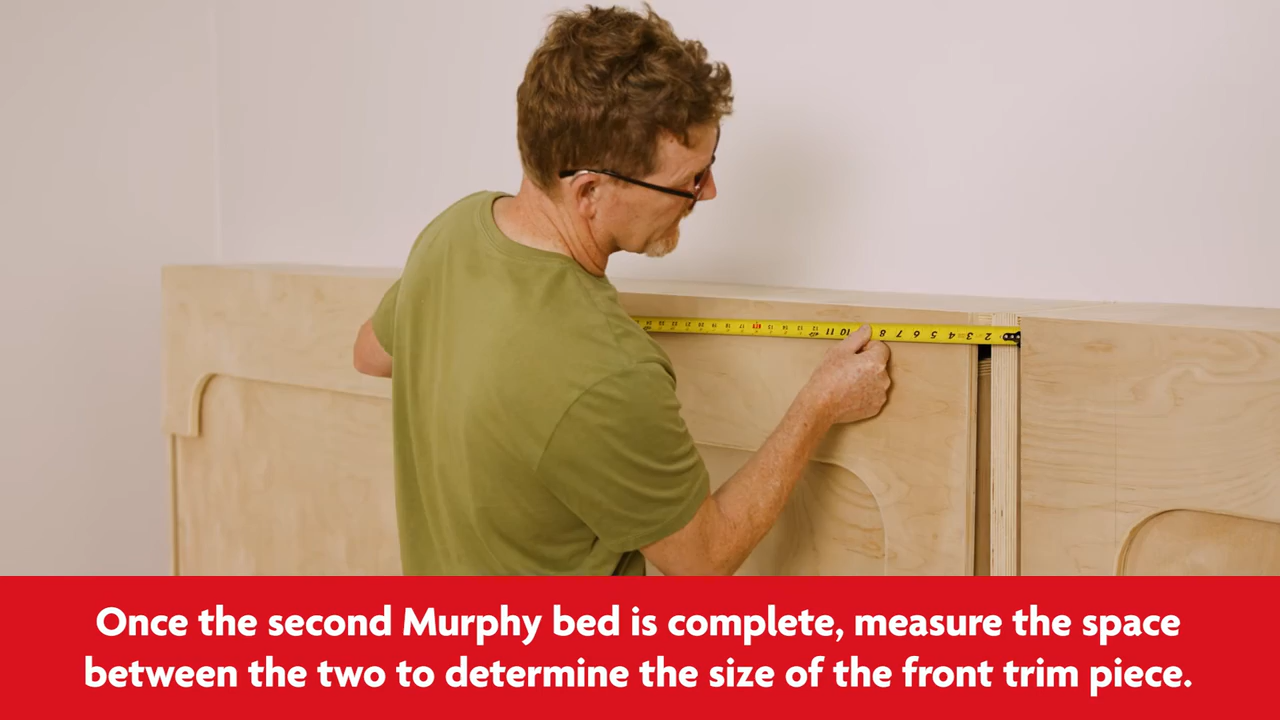 Once the second Murphy bed is complete, measure the space
between the two to determine the size of the front trim piece.